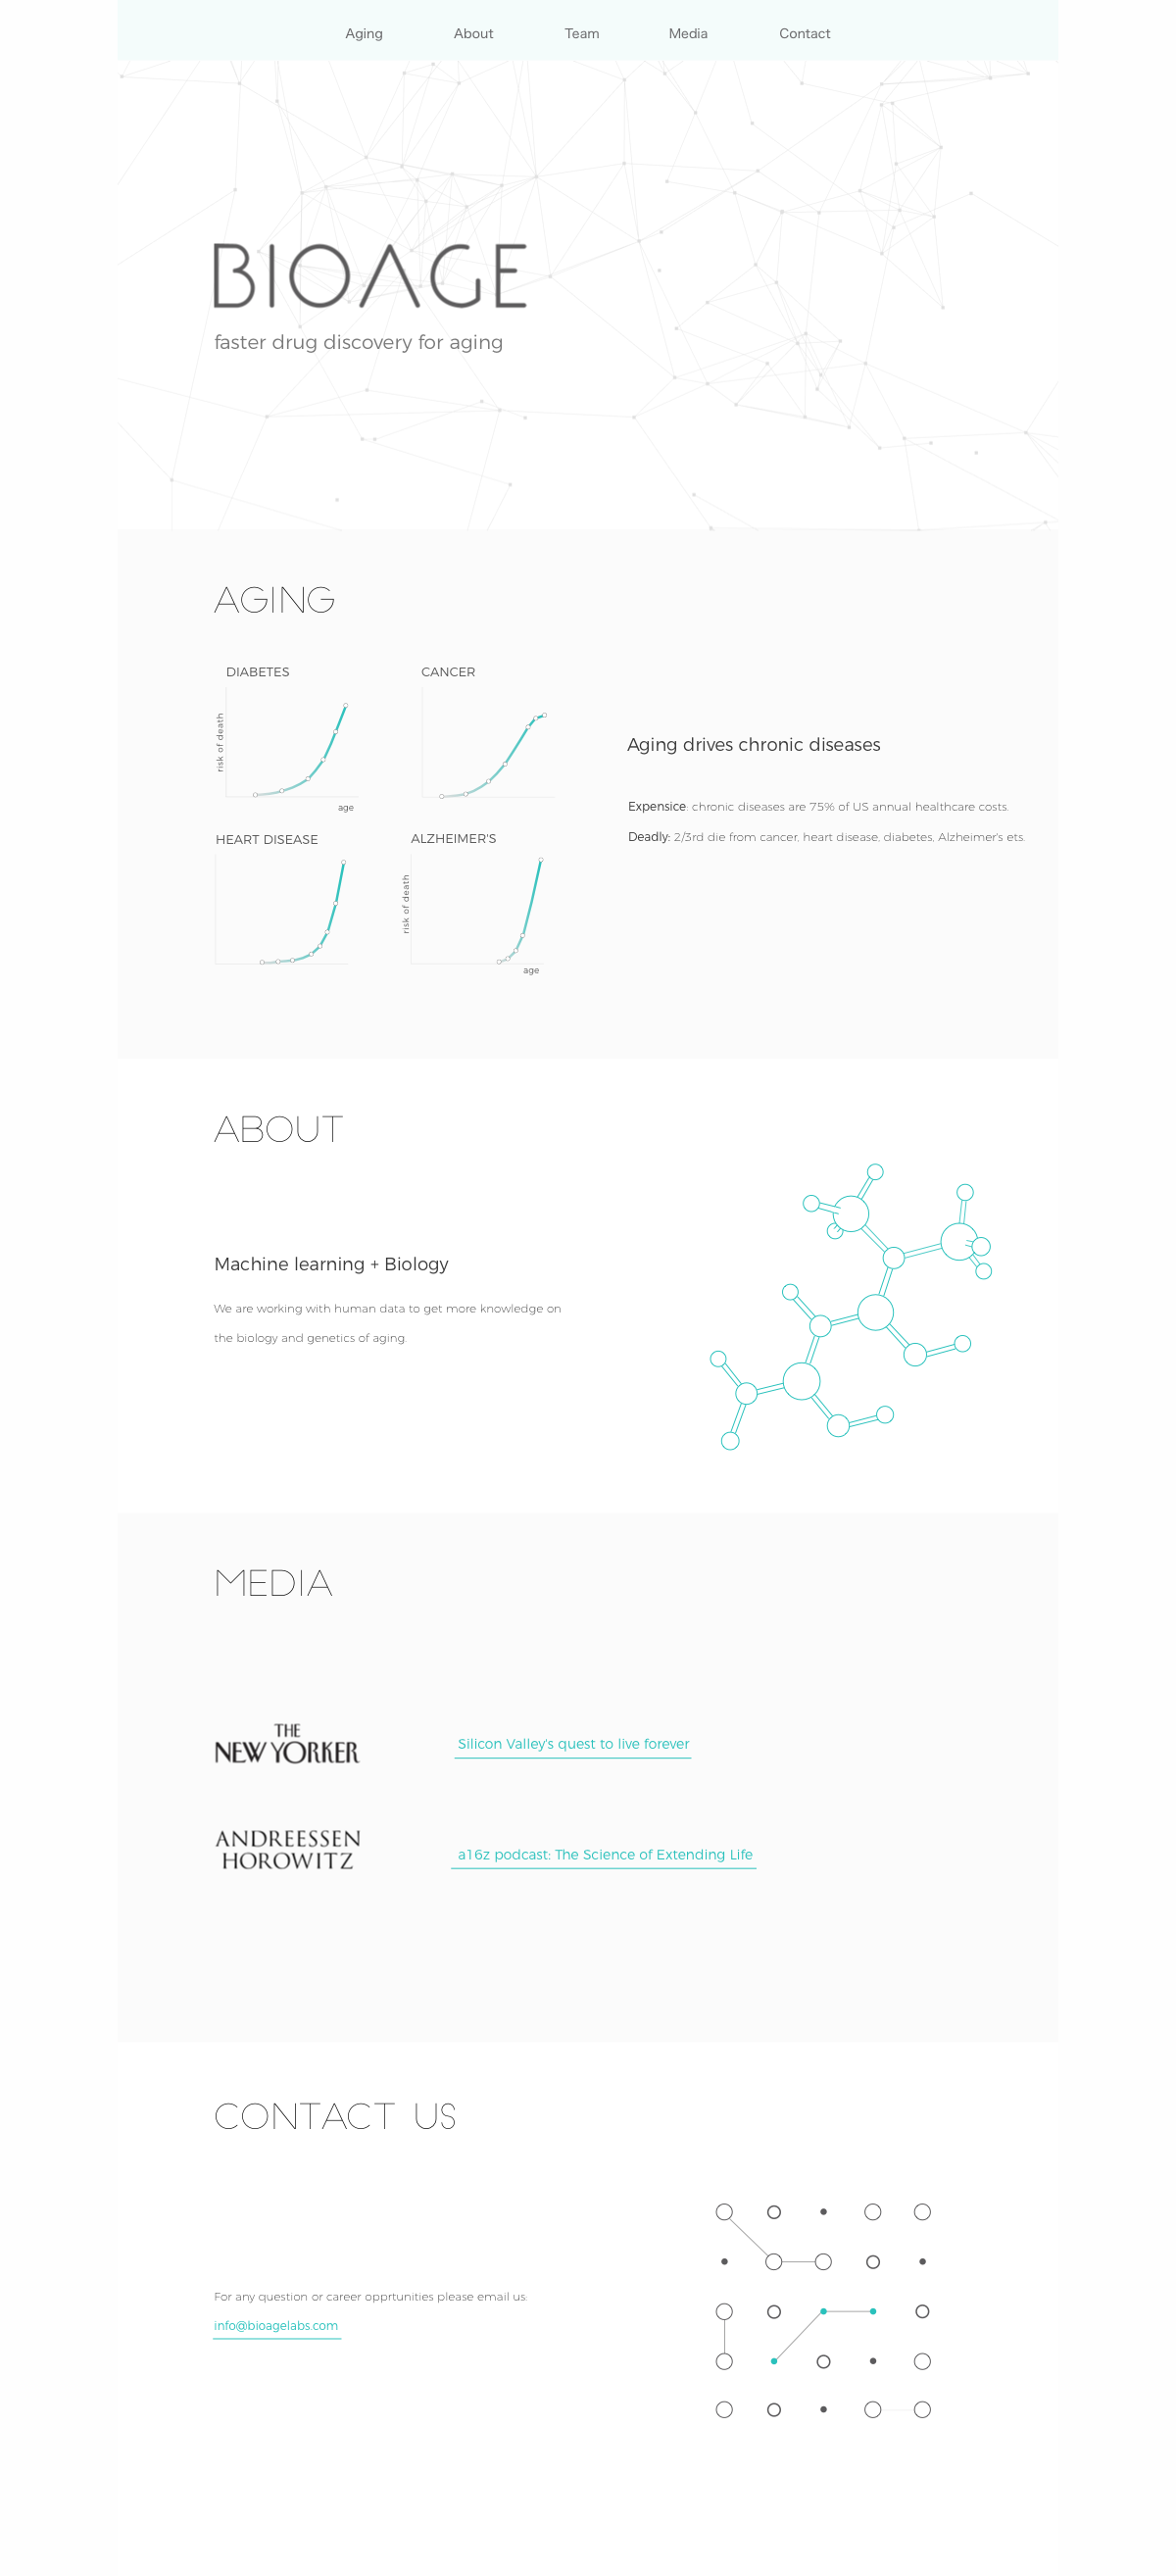 Aging About Team Media Contact
BIOAGE
faster drug discovery for aging
AGING
DIABETES
risk of death
age
CANCER
HEART DISEASE
ALZHEIMER'S
risk of death
age
Aging drives chronic diseases
Expensice: chronic diseases are 75% of US annual healthcare costs.
Deadly: 2/3rd die from cancer, heart disease, diabetes, Alzheimer's ets.
ABOUT
Machine learning + Biology
We are working with human data to get more knowledge on
the biology and genetics of aging.
MEDIA
THE
NEW YORKER
Silicon Valley's quest to live forever
ANDREESSEN
HOROWITZ
a16z podcast: The Science of Extending Life
CONTACT US
For any question or career opprtunities please email us:
info@bioagelabs.com